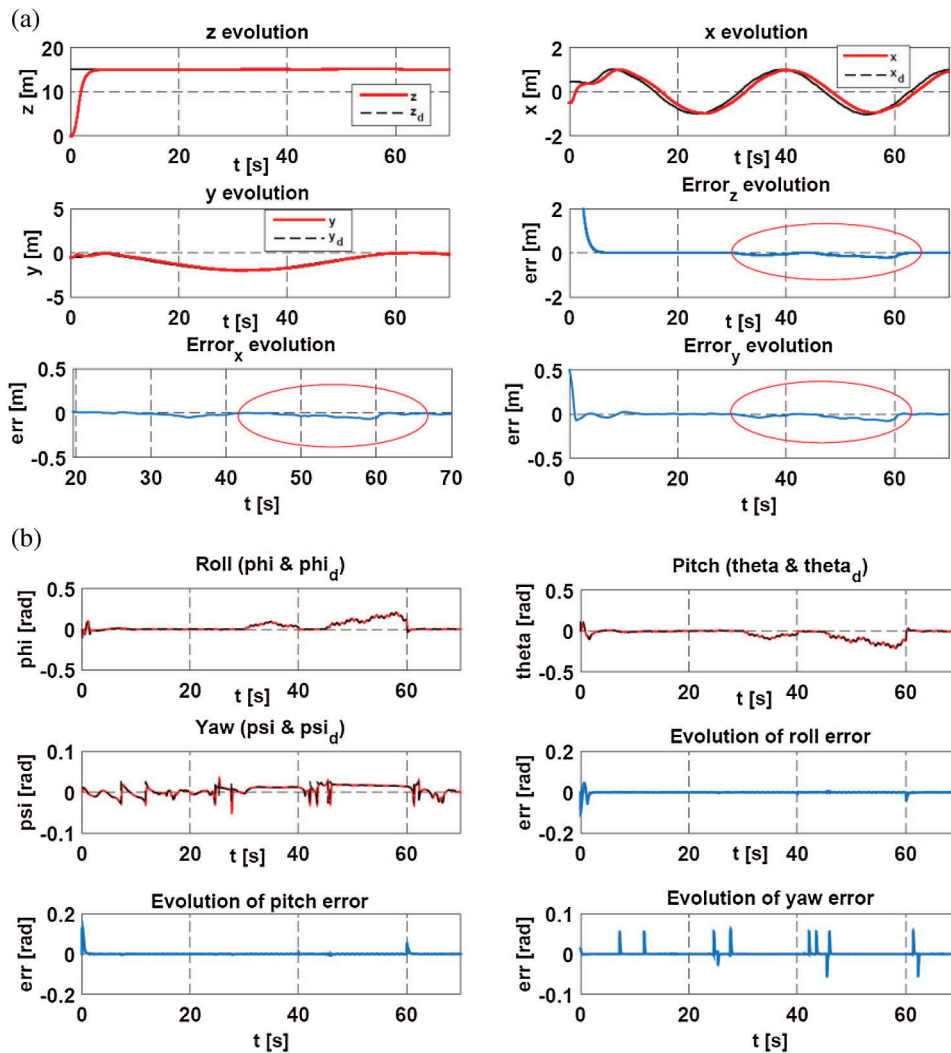 (a)
z evolution
20
10
0
z [m]
z
z_d
0 20 40 60
t [s]
x evolution
2
0
-2
x [m]
x
x_d
0 20 40 60
t [s]
y evolution
5
0
-5
y [m]
y
y_d
0 20 40 60
t [s]
Error_z evolution
2
0
-2
err [m]
0 20 40 60
t [s]
Error_x evolution
0.5
0
-0.5
err [m]
20 30 40 50 60 70
t [s]
Error_y evolution
0.5
0
-0.5
err [m]
0 20 40 60
t [s]
(b)
Roll (phi & phi_d)
0.5
0
-0.5
phi [rad]
0 20 40 60
t [s]
Pitch (theta & theta_d)
0.5
0
-0.5
theta [rad]
0 20 40 60
t [s]
Yaw (psi & psi_d)
0.1
0
-0.1
psi [rad]
0 20 40 60
t [s]
Evolution of roll error
0.2
0
-0.2
err [rad]
0 20 40 60
t [s]
Evolution of pitch error
0.2
0
-0.2
err [rad]
0 20 40 60
t [s]
Evolution of yaw error
0.1
0
-0.1
err [rad]
0 20 40 60
t [s]